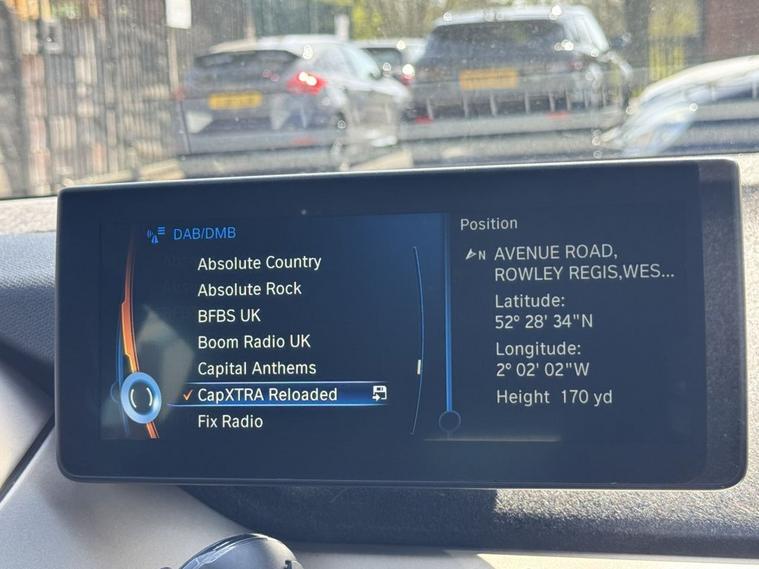 DAB/DMB
Absolute Country
Absolute Rock
BFBS UK
Boom Radio UK
Capital Anthems
✓ CapXTRA Reloaded
Fix Radio
Position
N AVENUE ROAD,
ROWLEY REGIS,WES...
Latitude:
52° 28' 34"N
Longitude:
2° 02' 02"W
Height 170 yd